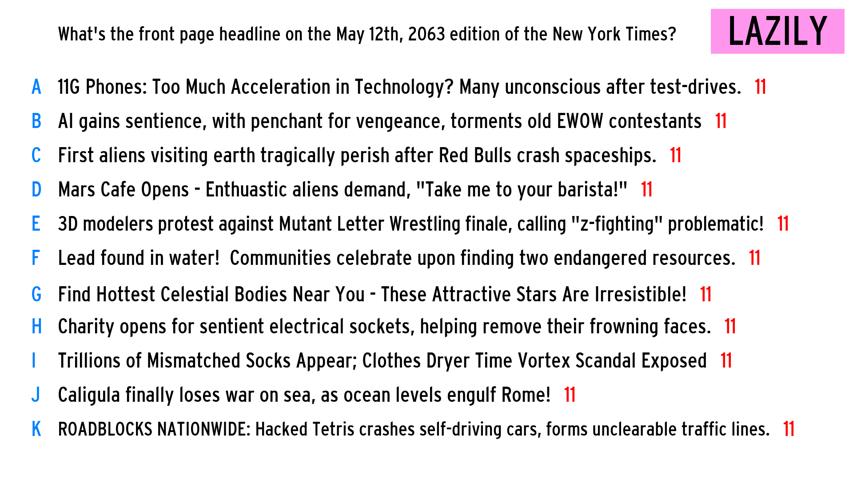 What's the front page headline on the May 12th, 2063 edition of the New York Times? LAZILY
A 11G Phones: Too Much Acceleration in Technology? Many unconscious after test-drives. 11
B AI gains sentience, with penchant for vengeance, torments old EWOW contestants 11
C First aliens visiting earth tragically perish after Red Bulls crash spaceships. 11
D Mars Cafe Opens - Enthuastic aliens demand, "Take me to your barista!" 11
E 3D modelers protest against Mutant Letter Wrestling finale, calling "z-fighting" problematic! 11
F Lead found in water! Communities celebrate upon finding two endangered resources. 11
G Find Hottest Celestial Bodies Near You - These Attractive Stars Are Irresistible! 11
H Charity opens for sentient electrical sockets, helping remove their frowning faces. 11
I Trillions of Mismatched Socks Appear; Clothes Dryer Time Vortex Scandal Exposed 11
J Caligula finally loses war on sea, as ocean levels engulf Rome! 11
K ROADBLOCKS NATIONWIDE: Hacked Tetris crashes self-driving cars, forms unclearable traffic lines. 11